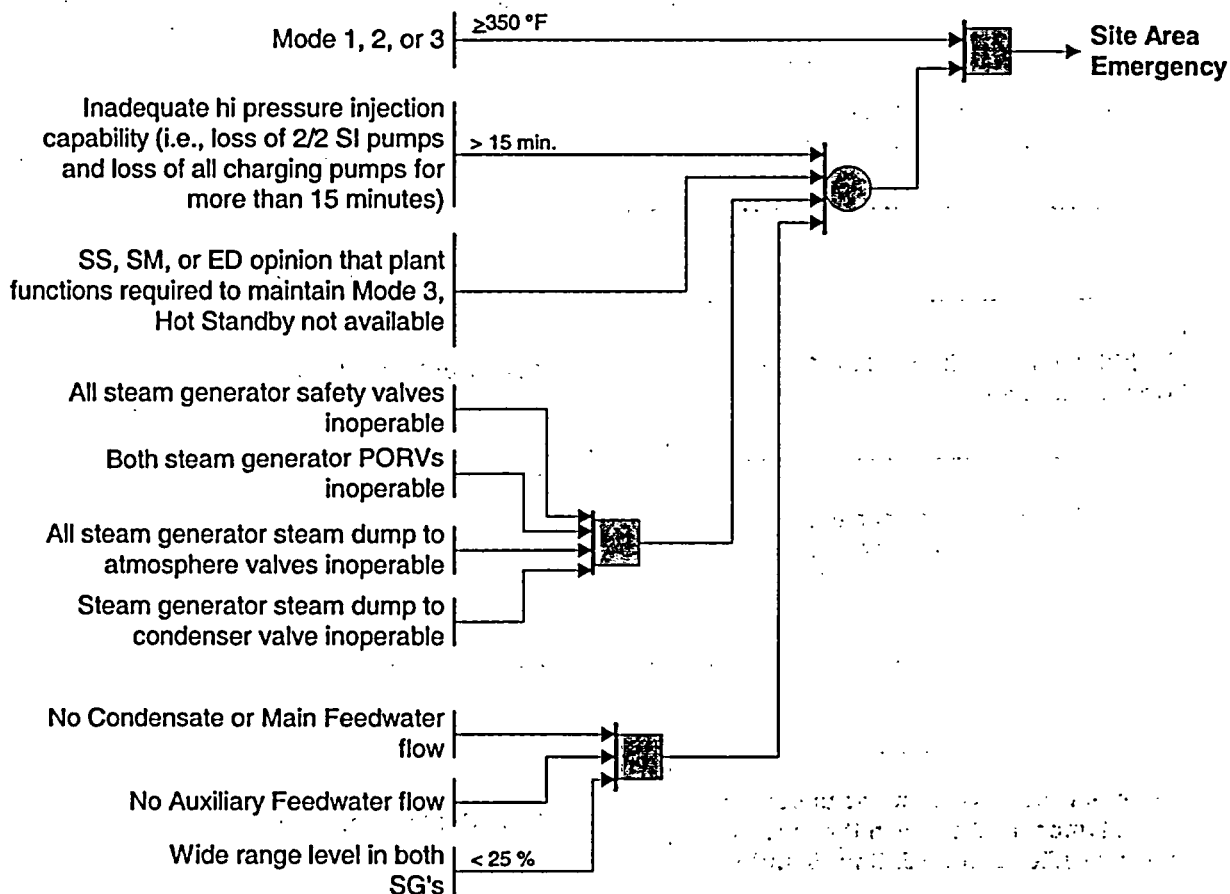 Mode 1, 2, or 3
≥350 °F
Site Area
Emergency
Inadequate hi pressure injection
capability (i.e., loss of 2/2 SI pumps
and loss of all charging pumps for
more than 15 minutes)
> 15 min.
SS, SM, or ED opinion that plant
functions required to maintain Mode 3,
Hot Standby not available
All steam generator safety valves
inoperable
Both steam generator PORVs
inoperable
All steam generator steam dump to
atmosphere valves inoperable
Steam generator steam dump to
condenser valve inoperable
No Condensate or Main Feedwater
flow
No Auxiliary Feedwater flow
Wide range level in both
SG's
< 25 %